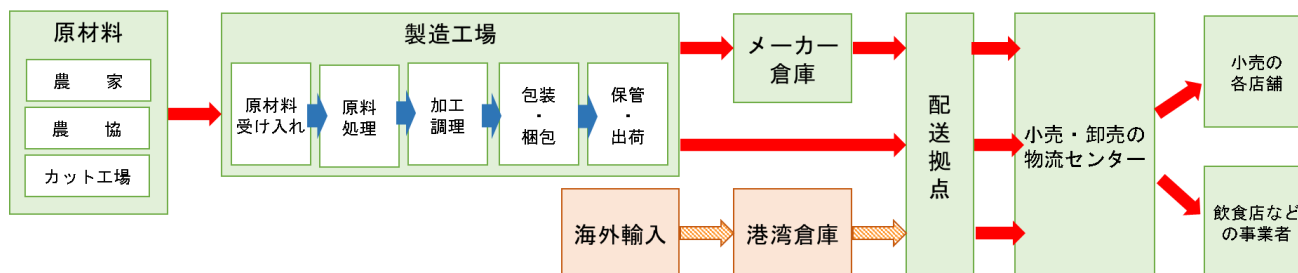 原材料
農　　家
農　　協
カット工場
製造工場
原材料
受け入れ
原料
処理
加工
調理
包装
・
梱包
保管
・
出荷
メーカー
倉庫
海外輸入
港湾倉庫
配送拠点
小売・卸売の
物流センター
小売の
各店舗
飲食店など
の事業者